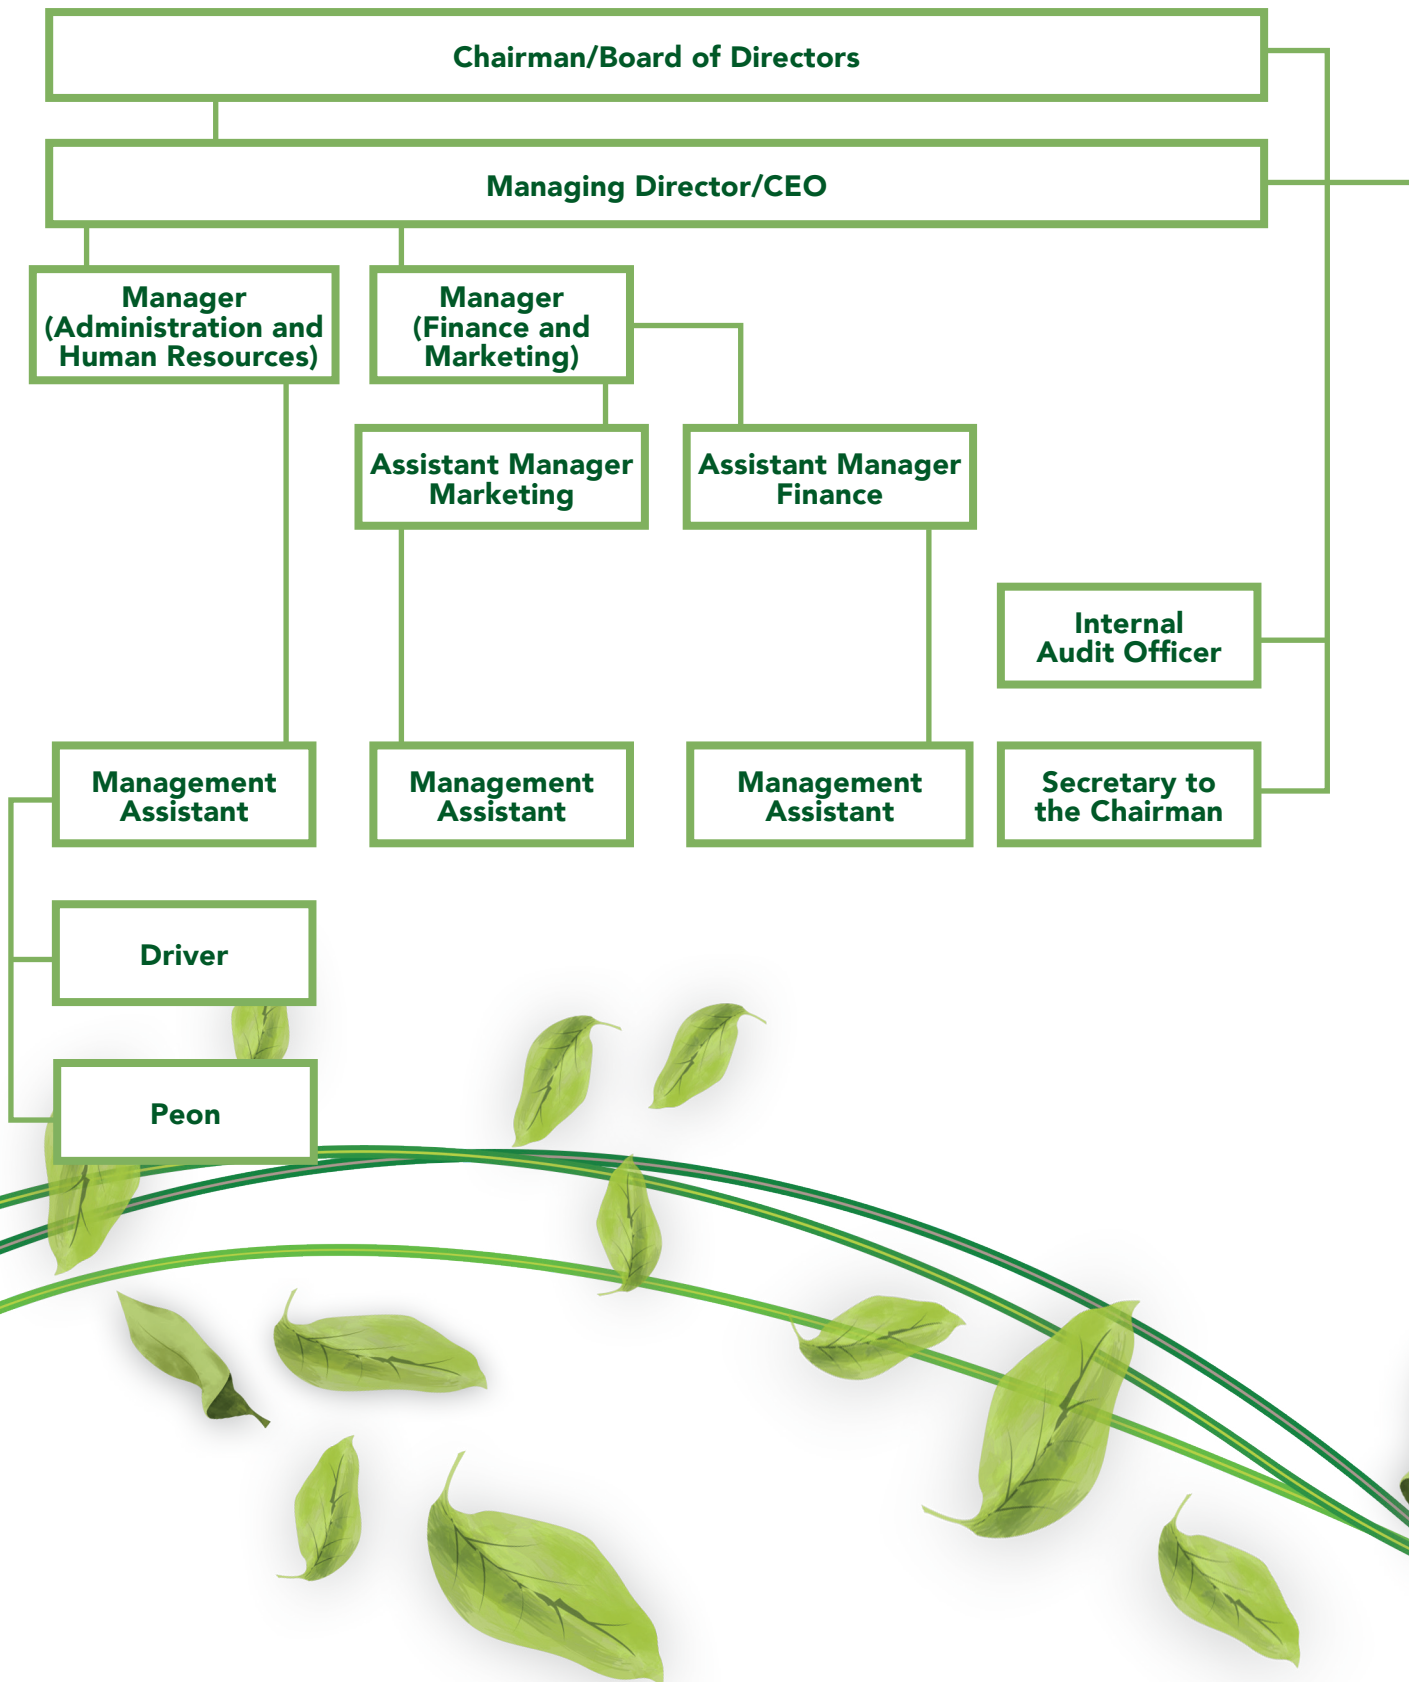 Chairman/Board of Directors
Managing Director/CEO
Manager
(Administration and
Human Resources)
Manager
(Finance and
Marketing)
Assistant Manager
Marketing
Assistant Manager
Finance
Internal
Audit Officer
Management
Assistant
Management
Assistant
Management
Assistant
Secretary to
the Chairman
Driver
Peon